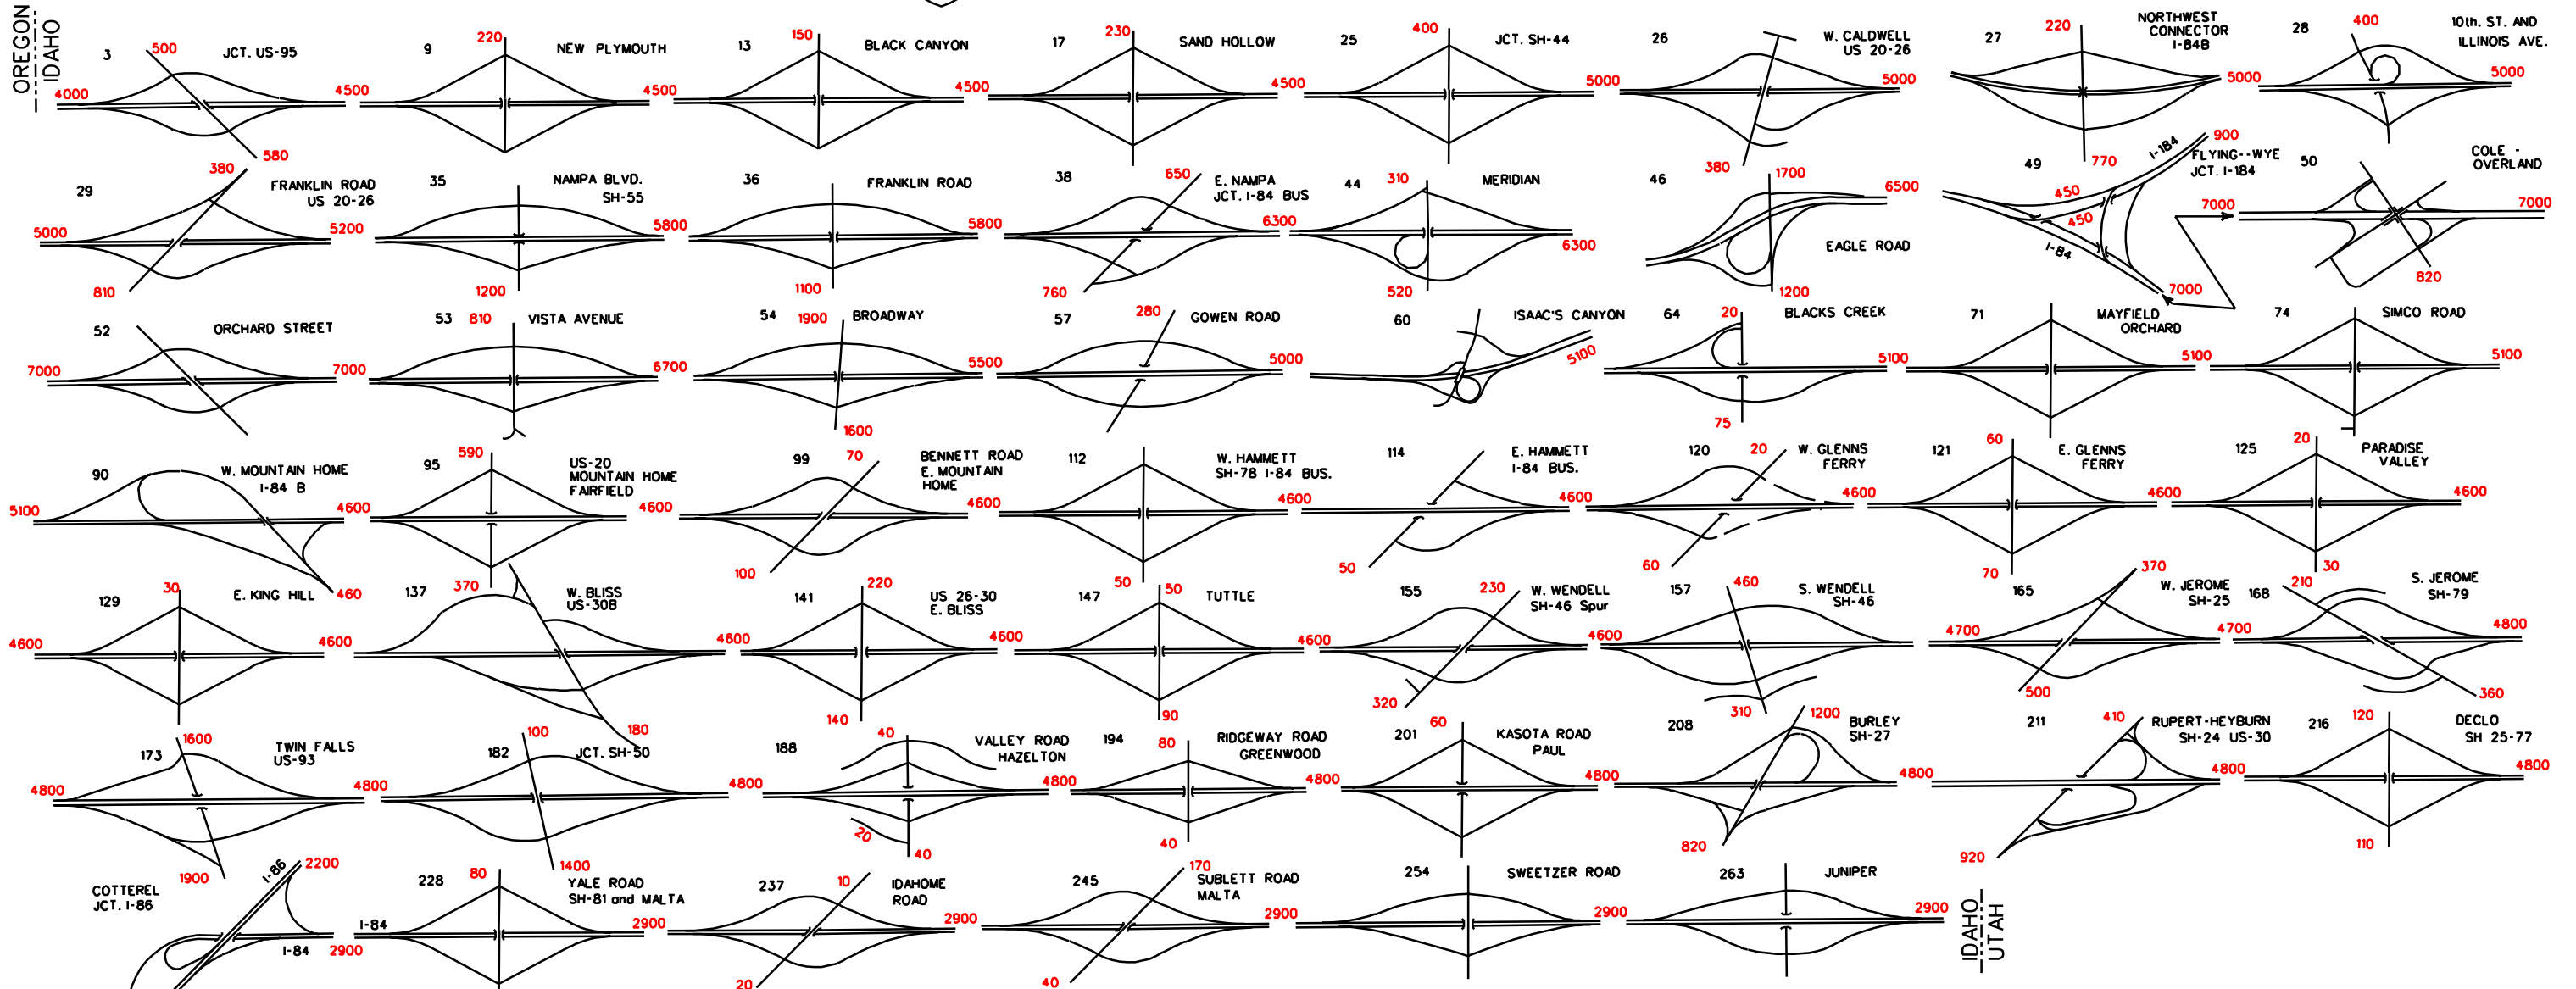 OREGON
IDAHO
3
500
JCT. US-95
4000
4500
580
9
220
NEW PLYMOUTH
4500
13
150
BLACK CANYON
4500
17
230
SAND HOLLOW
4500
25
400
JCT. SH-44
5000
26
W. CALDWELL
US 20-26
5000
380
27
220
NORTHWEST
CONNECTOR
I-84B
5000
770
28
400
10th. ST. AND
ILLINOIS AVE.
5000
29
380
FRANKLIN ROAD
US 20-26
5000
5200
810
35
NAMPA BLVD.
SH-55
5800
1200
36
FRANKLIN ROAD
5800
1100
38
650
E. NAMPA
JCT. I-84 BUS
6300
760
44
310
MERIDIAN
6300
520
46
1700
6500
EAGLE ROAD
1200
49
I-184
900
FLYING--WYE
JCT. I-184
450
450
I-84
7000
7000
50
COLE -
OVERLAND
7000
820
52
ORCHARD STREET
7000
7000
53
810
VISTA AVENUE
6700
54
1900
BROADWAY
5500
1600
57
280
GOWEN ROAD
5000
60
ISAAC'S CANYON
5100
64
20
BLACKS CREEK
5100
75
71
MAYFIELD
ORCHARD
5100
74
SIMCO ROAD
5100
90
W. MOUNTAIN HOME
I-84 B
5100
4600
460
95
590
US-20
MOUNTAIN HOME
FAIRFIELD
4600
370
99
70
BENNETT ROAD
E. MOUNTAIN
HOME
4600
100
112
W. HAMMETT
SH-78 I-84 BUS.
4600
50
114
E. HAMMETT
I-84 BUS.
4600
50
120
20
W. GLENNS
FERRY
4600
60
121
60
E. GLENNS
FERRY
4600
70
125
20
PARADISE
VALLEY
4600
30
129
30
E. KING HILL
4600
4600
137
W. BLISS
US-30B
4600
180
141
220
US 26-30
E. BLISS
4600
140
147
50
TUTTLE
4600
90
155
230
W. WENDELL
SH-46 Spur
4600
320
157
460
S. WENDELL
SH-46
310
165
370
W. JEROME
SH-25
4700
4700
500
168
210
S. JEROME
SH-79
4800
360
173
1600
TWIN FALLS
US-93
4800
4800
1900
182
100
JCT. SH-50
4800
1400
188
40
VALLEY ROAD
HAZELTON
4800
20
40
194
80
RIDGEWAY ROAD
GREENWOOD
4800
40
201
60
KASOTA ROAD
PAUL
4800
208
1200
BURLEY
SH-27
4800
820
211
410
RUPERT-HEYBURN
SH-24 US-30
4800
920
216
120
DECLO
SH 25-77
4800
110
COTTEREL
JCT. I-86
I-86
2200
I-84
2900
228
80
YALE ROAD
SH-81 and MALTA
I-84
2900
237
10
IDAHOME
ROAD
2900
20
245
170
SUBLETT ROAD
MALTA
2900
40
254
SWEETZER ROAD
2900
263
JUNIPER
2900
IDAHO
UTAH